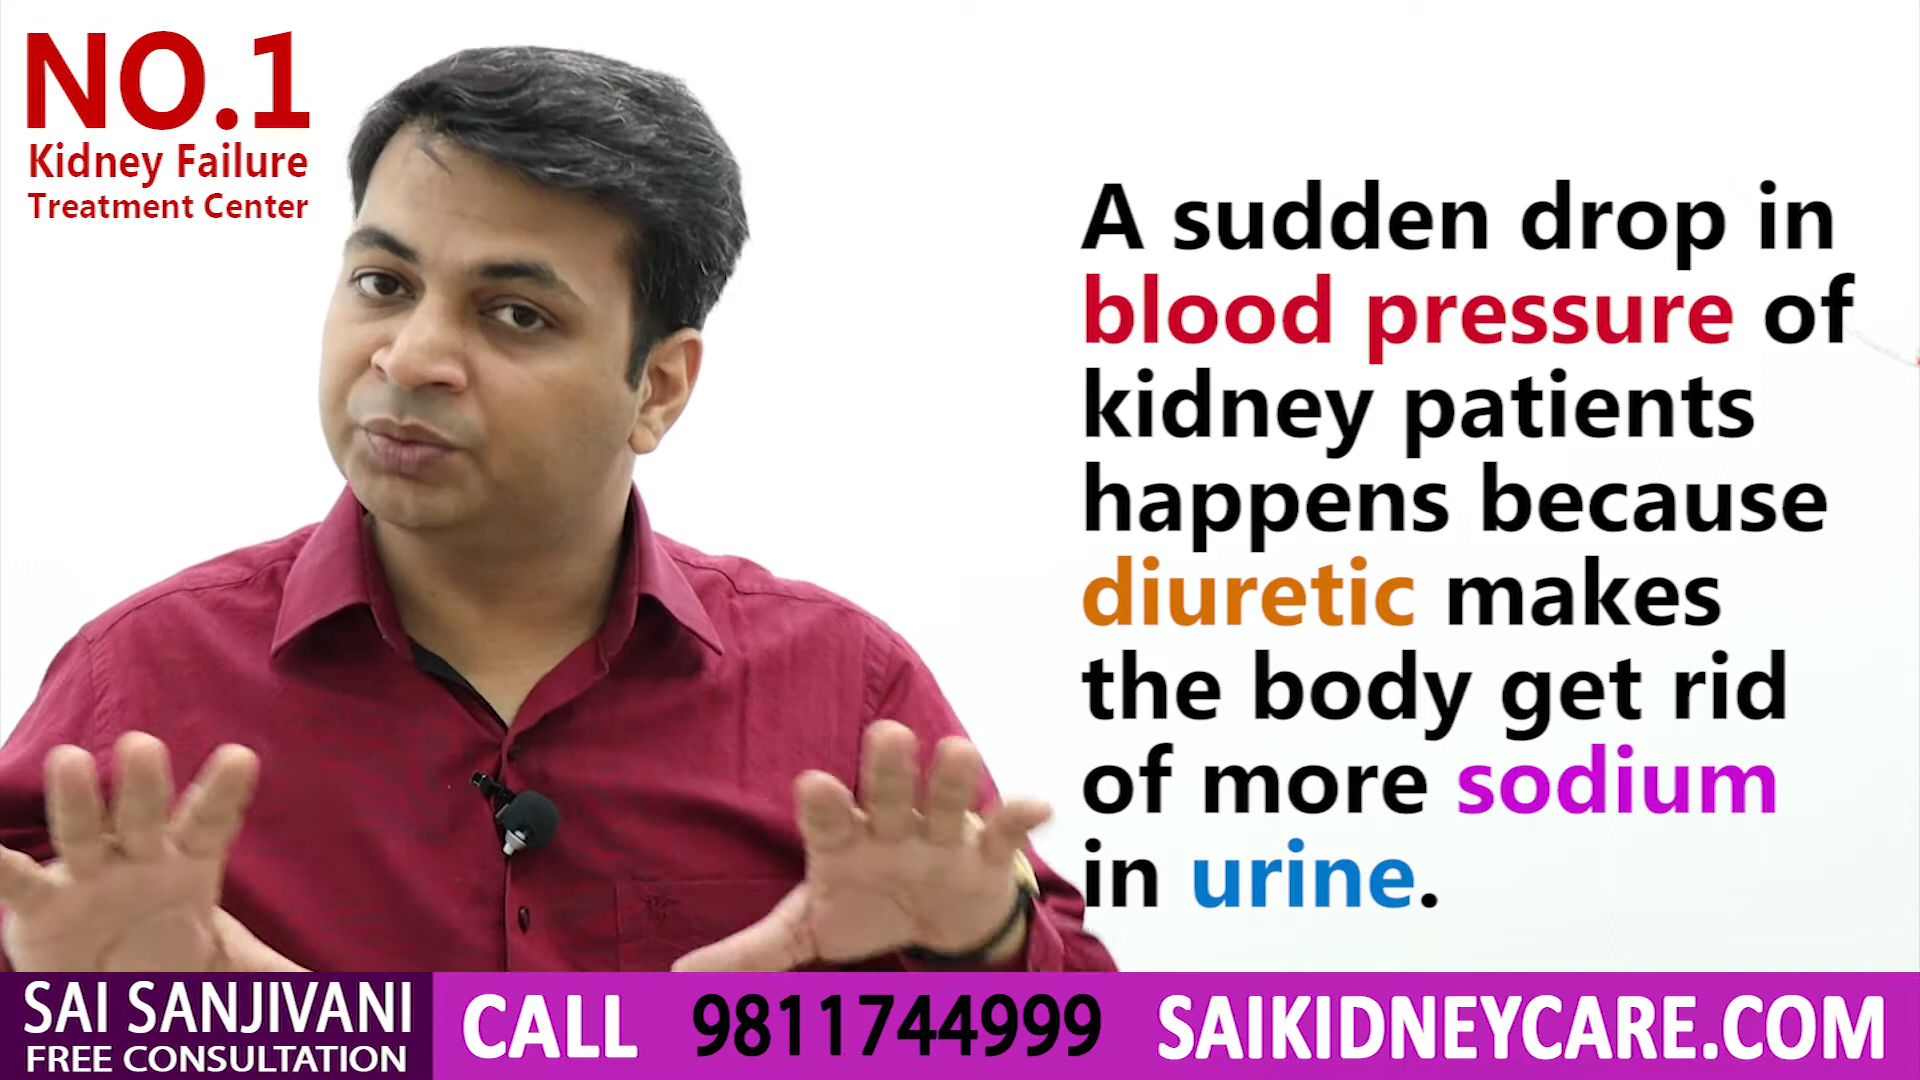 NO.1
Kidney Failure
Treatment Center
A sudden drop in
blood pressure of
kidney patients
happens because
diuretic makes
the body get rid
of more sodium
in urine.
SAI SANJIVANI
FREE CONSULTATION
CALL 9811744999 SAIKIDNEYCARE.COM